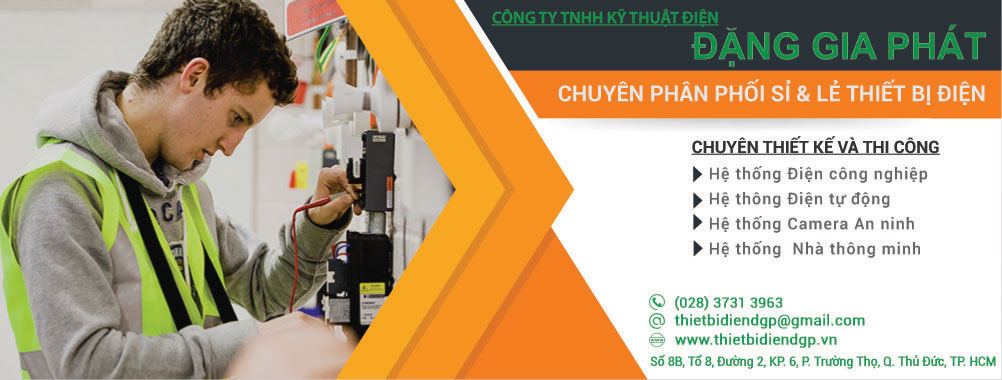 CÔNG TY TNHH KỸ THUẬT ĐIỆN
ĐẶNG GIA PHÁT
CHUYÊN PHÂN PHỐI SỈ & LẺ THIẾT BỊ ĐIỆN
CHUYÊN THIẾT KẾ VÀ THI CÔNG
Hệ thống Điện công nghiệp
Hệ thông Điện tự động
Hệ thống Camera An ninh
Hệ thống Nhà thông minh
(028) 3731 3963
thietbidiendgp@gmail.com
www.thietbidiendgp.vn
Số 8B, Tổ 8, Đường 2, KP. 6, P. Trường Thọ, Q. Thủ Đức, TP. HCM